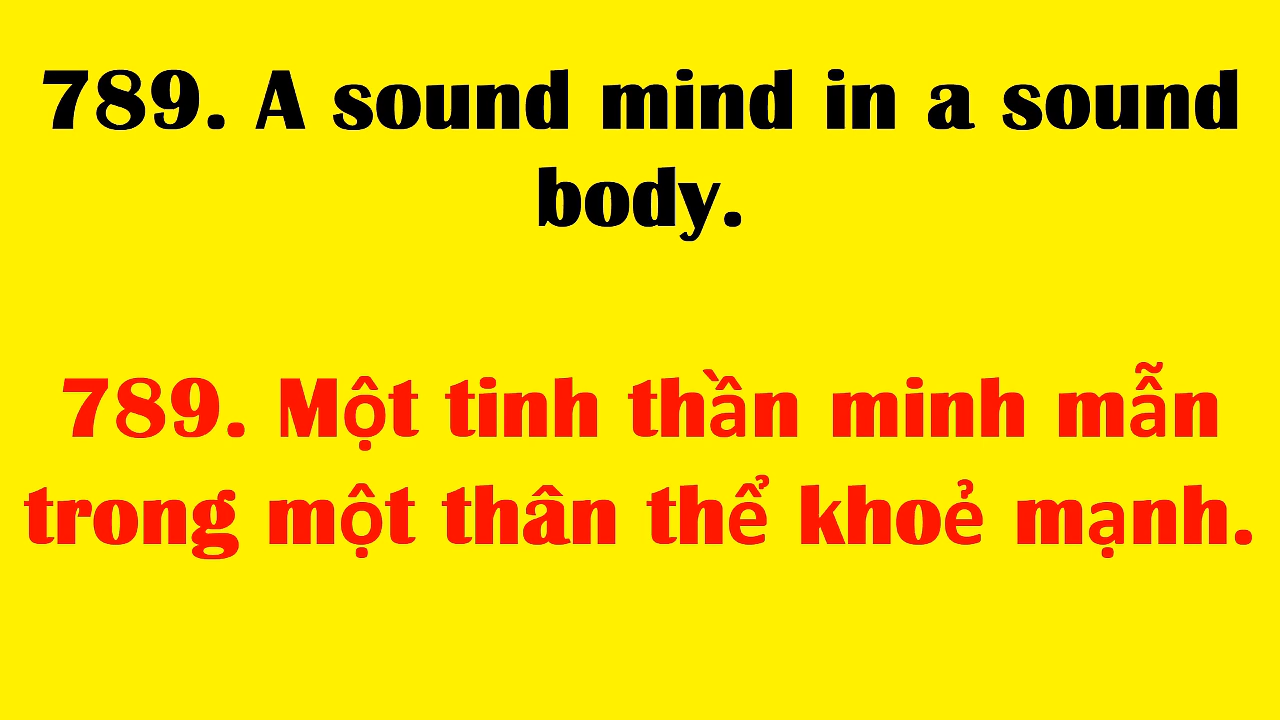 789. A sound mind in a sound
body.
789. Một tinh thần minh mẫn
trong một thân thể khoẻ mạnh.